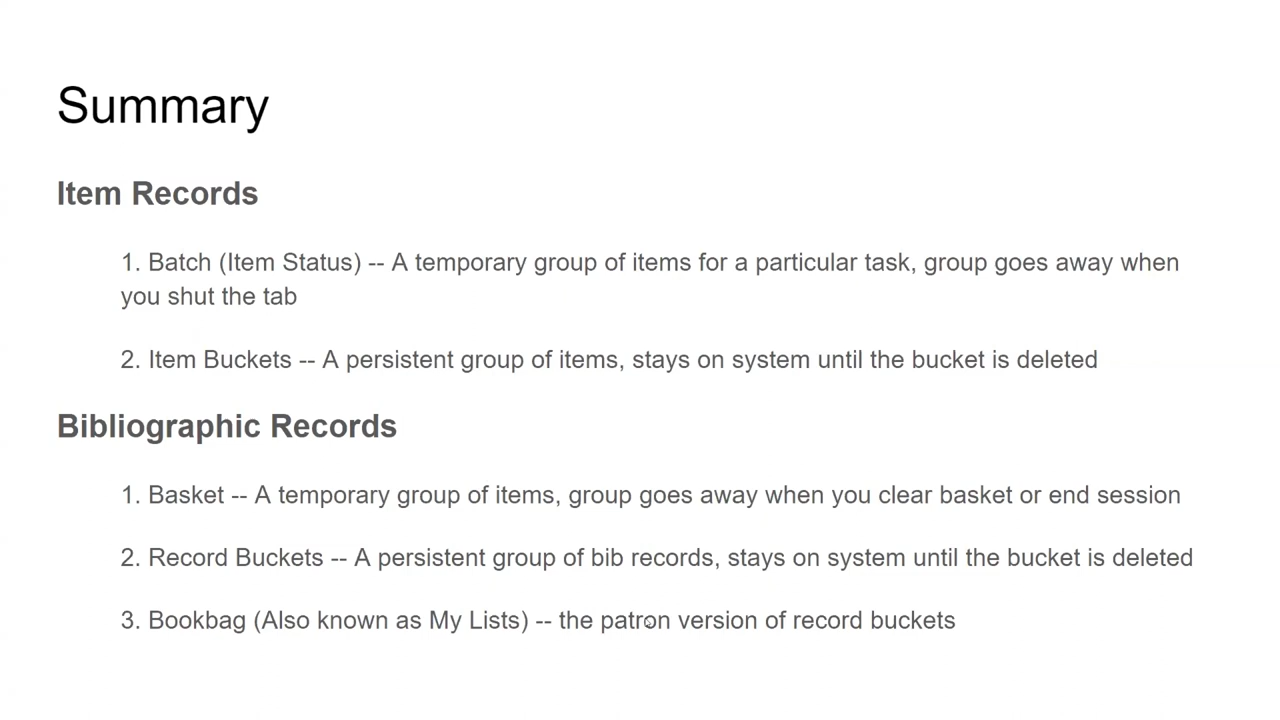 Summary
Item Records
1. Batch (Item Status) -- A temporary group of items for a particular task, group goes away when
you shut the tab
2. Item Buckets -- A persistent group of items, stays on system until the bucket is deleted
Bibliographic Records
1. Basket -- A temporary group of items, group goes away when you clear basket or end session
2. Record Buckets -- A persistent group of bib records, stays on system until the bucket is deleted
3. Bookbag (Also known as My Lists) -- the patron version of record buckets